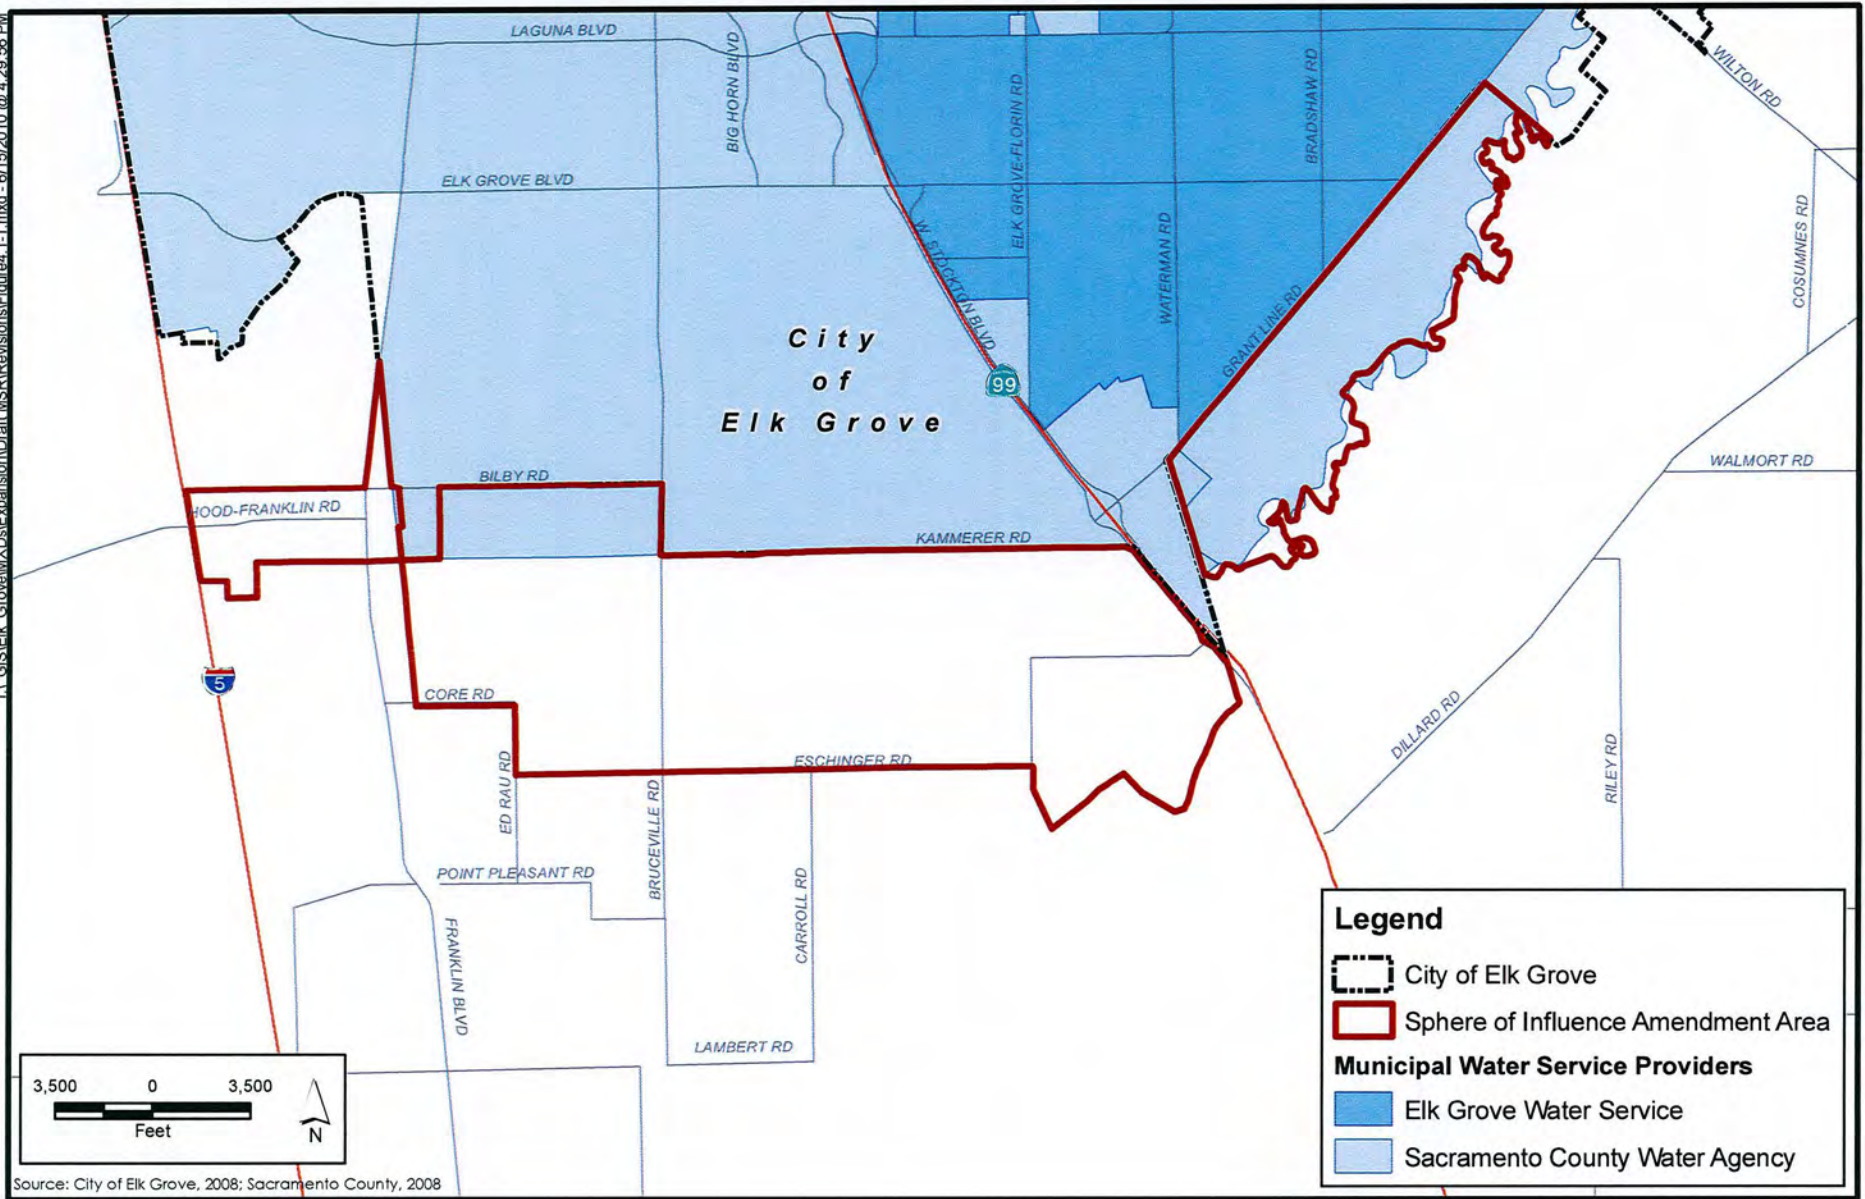 LAGUNA BLVD
BIG HORN BLVD
ELK GROVE BLVD
ELK GROVE-FLORIN RD
BRADSHAW RD
WATERMAN RD
W. STOCKTON BLVD
GRANT LINE RD
WILTON RD
COSUMNES RD
City
of
Elk Grove
99
WALMORT RD
BILBY RD
HOOD-FRANKLIN RD
KAMMERER RD
5
CORE RD
ED RAU RD
ESCHINGER RD
BRUCEVILLE RD
DILLARD RD
RILEY RD
POINT PLEASANT RD
CARROLL RD
FRANKLIN BLVD
LAMBERT RD
Legend
City of Elk Grove
Sphere of Influence Amendment Area
Municipal Water Service Providers
Elk Grove Water Service
Sacramento County Water Agency
3,500 0 3,500
Feet
N
Source: City of Elk Grove, 2008; Sacramento County, 2008